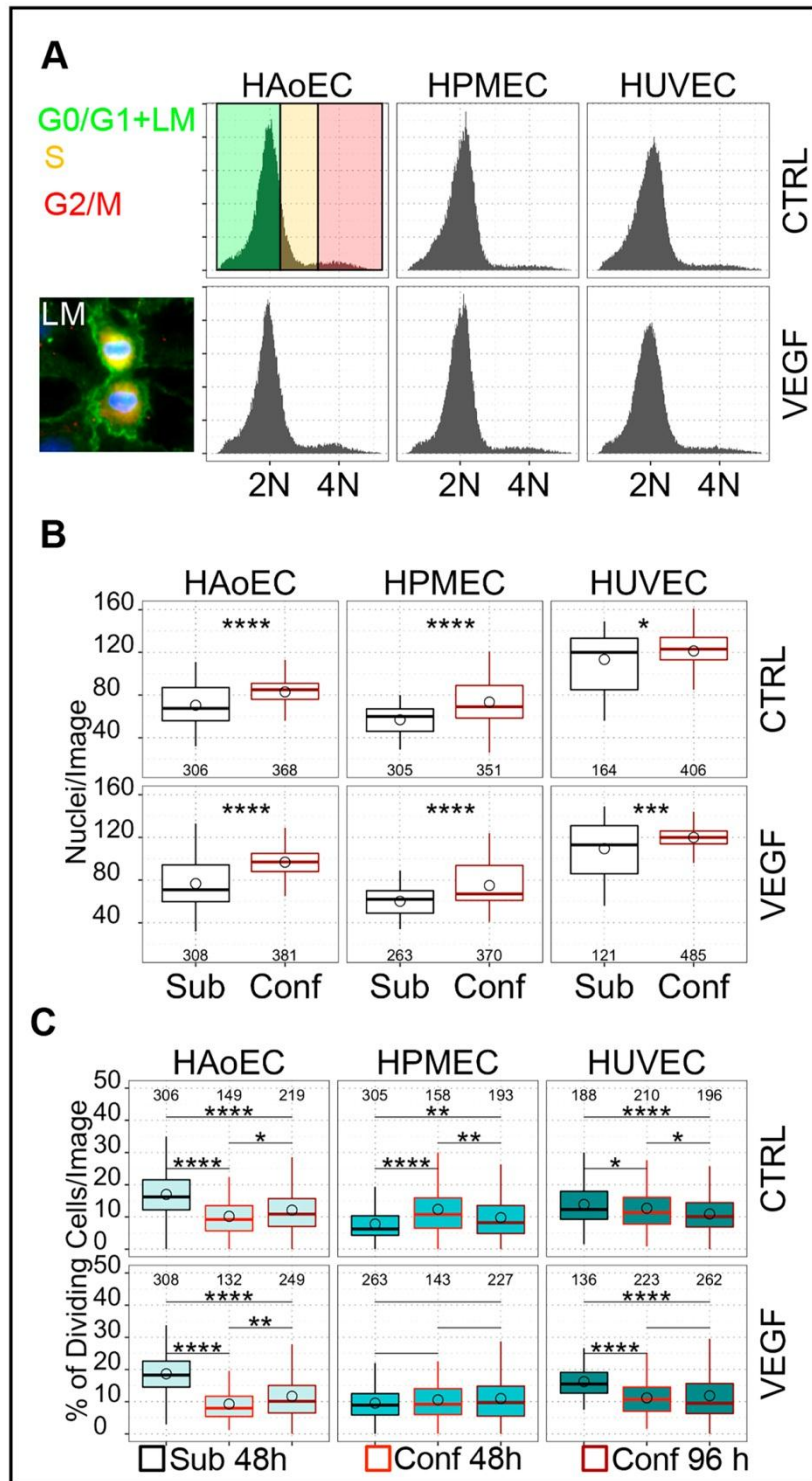 A
HAoEC HPMEC HUVEC
G0/G1+LM
S
G2/M
CTRL
LM
VEGF
2N 4N 2N 4N 2N 4N
B
HAoEC HPMEC HUVEC
Nuclei/Image
160
120
80
40
**** **** *
306 368 305 351 164 406
CTRL
160
120
80
40
**** **** ***
308 381 263 370 121 485
VEGF
Sub Conf Sub Conf Sub Conf
C
HAoEC HPMEC HUVEC
% of Dividing Cells/Image
50
40
30
20
10
0
306 149 219 305 158 193 188 210 196
**** ** ****
* ** *
**** **** *
CTRL
50
40
30
20
10
0
308 132 249 263 143 227 136 223 262
**** ****
**
**** ****
VEGF
Sub 48h Conf 48h Conf 96 h